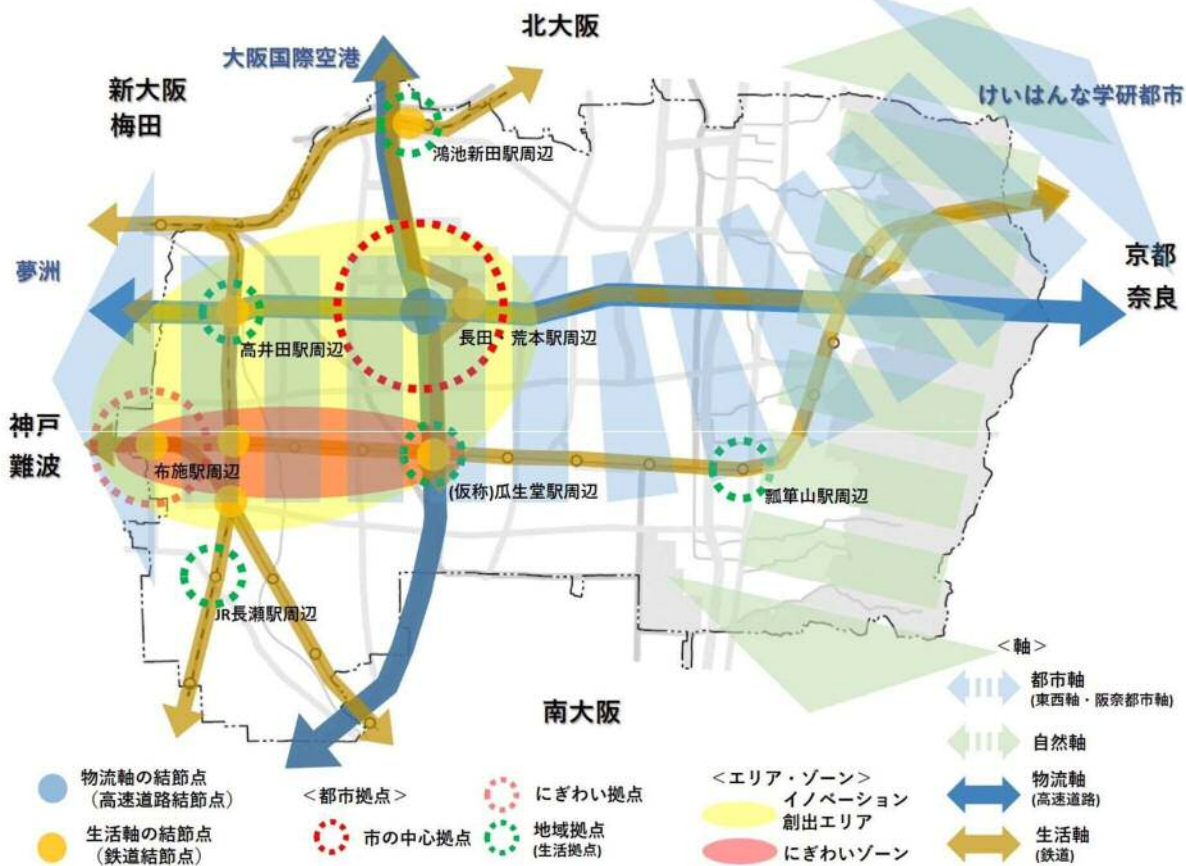 北大阪
大阪国際空港
新大阪
梅田
けいはんな学研都市
鴻池新田駅周辺
夢洲
京都
奈良
高井田駅周辺
長田・荒本駅周辺
神戸
難波
布施駅周辺
(仮称)瓜生堂駅周辺
瓢箪山駅周辺
JR長瀬駅周辺
南大阪
＜軸＞
都市軸
(東西軸・阪奈都市軸)
自然軸
物流軸
(高速道路)
生活軸
(鉄道)
物流軸の結節点
（高速道路結節点）
生活軸の結節点
（鉄道結節点）
＜都市拠点＞
市の中心拠点
にぎわい拠点
地域拠点
(生活拠点)
＜エリア・ゾーン＞
イノベーション
創出エリア
にぎわいゾーン